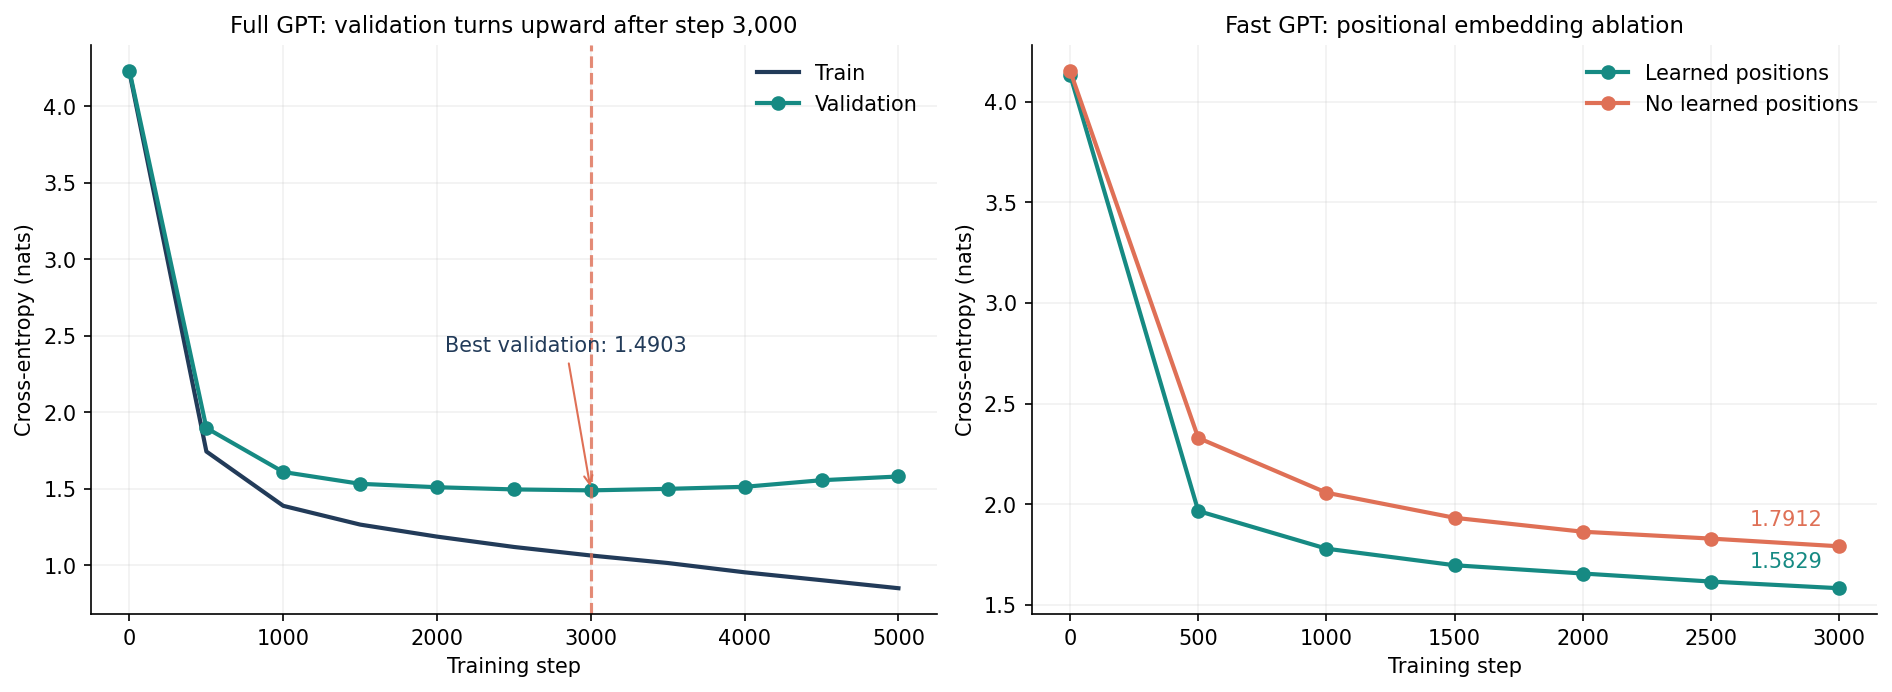 Full GPT: validation turns upward after step 3,000
Train
Validation
Best validation: 1.4903
Cross-entropy (nats)
4.0
3.5
3.0
2.5
2.0
1.5
1.0
0 1000 2000 3000 4000 5000
Training step
Fast GPT: positional embedding ablation
Learned positions
No learned positions
1.7912
1.5829
Cross-entropy (nats)
4.0
3.5
3.0
2.5
2.0
1.5
0 500 1000 1500 2000 2500 3000
Training step